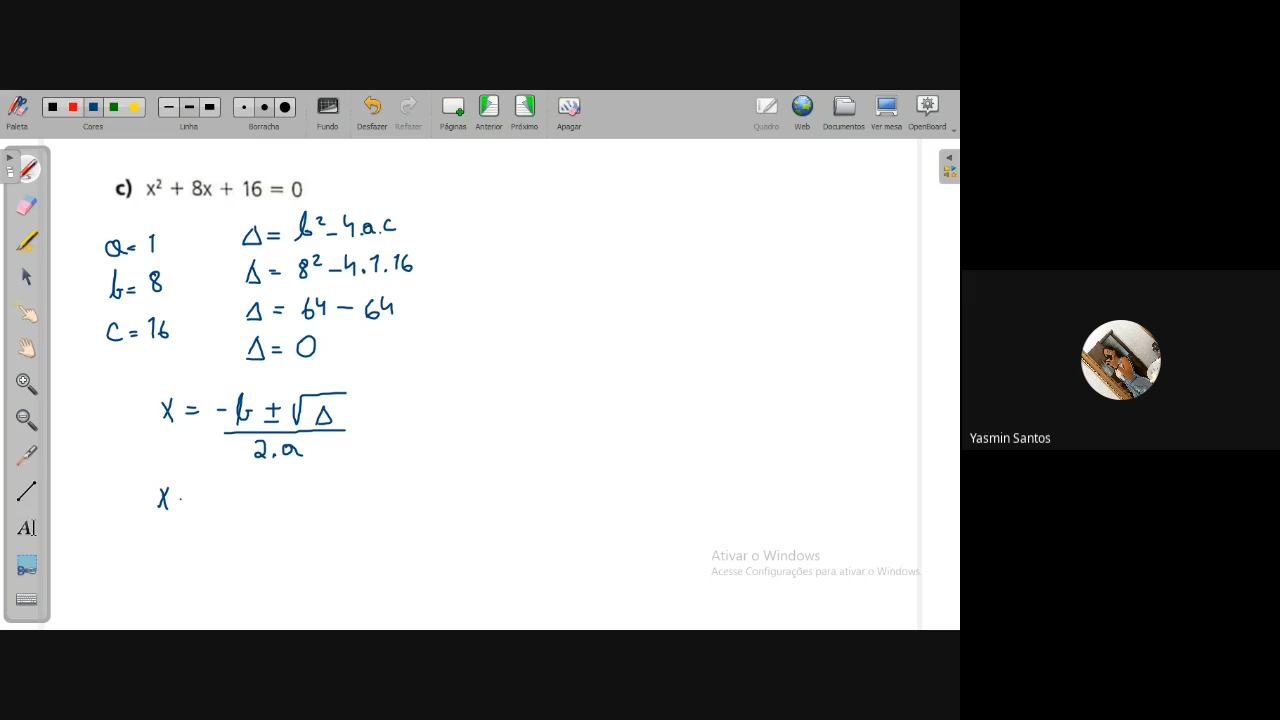 Paleta Cores Linha Borracha Fundo Desfazer Refazer Páginas Anterior Próximo Apagar Quadro Web Documentos Ver mesa OpenBoard
c) x² + 8x + 16 = 0
a= 1
b= 8
c = 16
Δ = b² - 4.a.c
Δ = 8² - 4.1.16
Δ = 64 - 64
Δ = 0
x = -b ± √Δ
2.a
x
AI
Ativar o Windows
Acesse Configurações para ativar o Windows.
Yasmin Santos